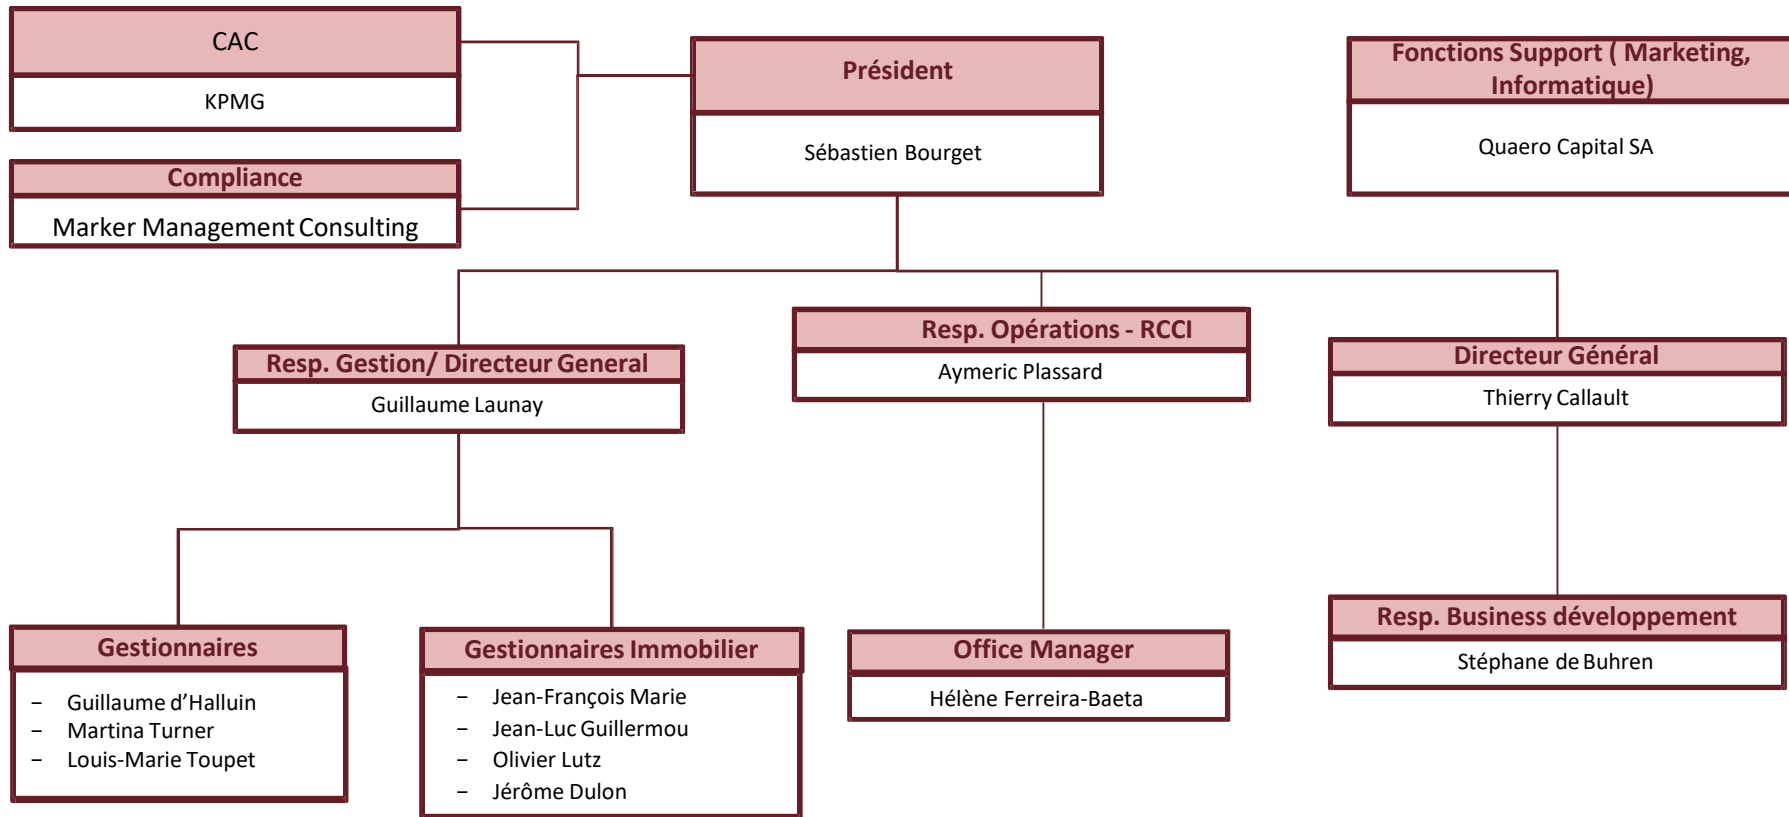 CAC
KPMG
Compliance
Marker Management Consulting
Président
Sébastien Bourget
Fonctions Support ( Marketing,
Informatique)
Quaero Capital SA
Resp. Gestion/ Directeur General
Guillaume Launay
Resp. Opérations - RCCI
Aymeric Plassard
Directeur Général
Thierry Callault
Gestionnaires
– Guillaume d’Halluin
– Martina Turner
– Louis-Marie Toupet
Gestionnaires Immobilier
– Jean-François Marie
– Jean-Luc Guillermou
– Olivier Lutz
– Jérôme Dulon
Office Manager
Hélène Ferreira-Baeta
Resp. Business développement
Stéphane de Buhren